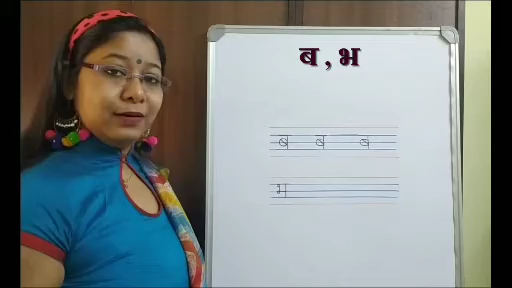 ब , भ
ब ब ब
भ